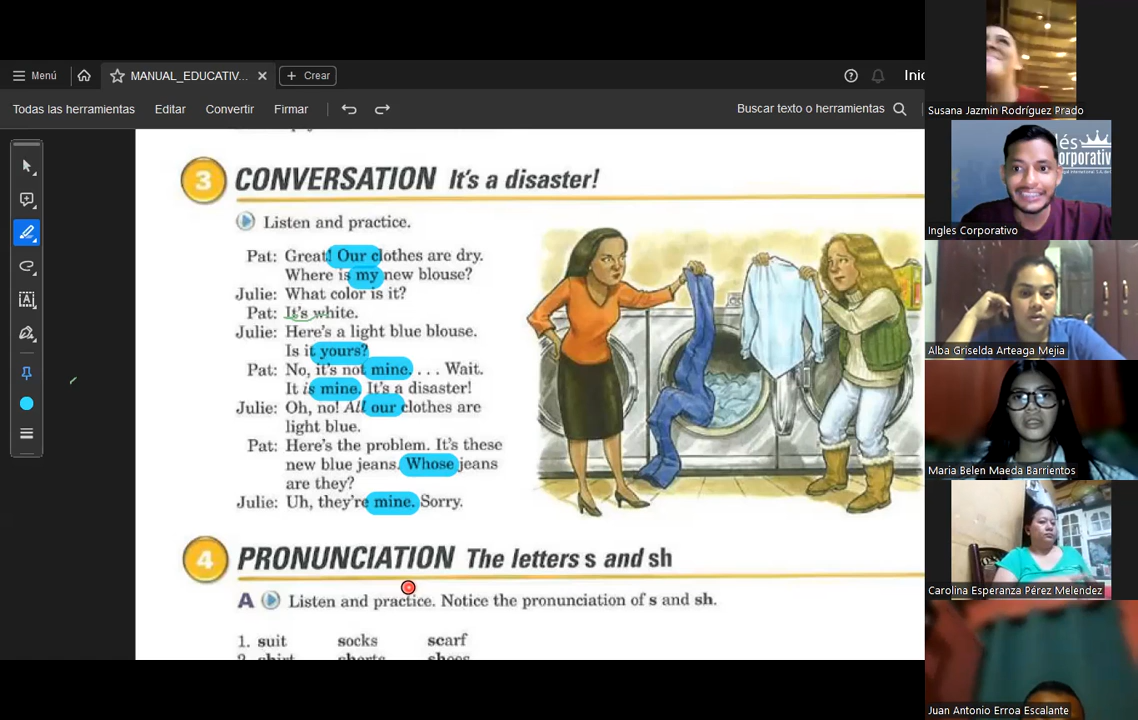 Menú
MANUAL_EDUCATIV...
Crear
Inic
Todas las herramientas
Editar
Convertir
Firmar
Buscar texto o herramientas
3 CONVERSATION It's a disaster!
Listen and practice.
Pat: Great! Our clothes are dry.
Where is my new blouse?
Julie: What color is it?
Pat: It's white.
Julie: Here's a light blue blouse.
Is it yours?
Pat: No, it's not mine. . . . Wait.
It is mine. It's a disaster!
Julie: Oh, no! All our clothes are
light blue.
Pat: Here's the problem. It's these
new blue jeans. Whose jeans
are they?
Julie: Uh, they're mine. Sorry.
4 PRONUNCIATION The letters s and sh
A Listen and practice. Notice the pronunciation of s and sh.
1. suit socks scarf
2. shirt shorts shoes
Susana Jazmin Rodríguez Prado
lés
orporativ
Ingles Corporativo
Alba Griselda Arteaga Mejia
Maria Belen Maeda Barrientos
Carolina Esperanza Pérez Melendez
Juan Antonio Erroa Escalante